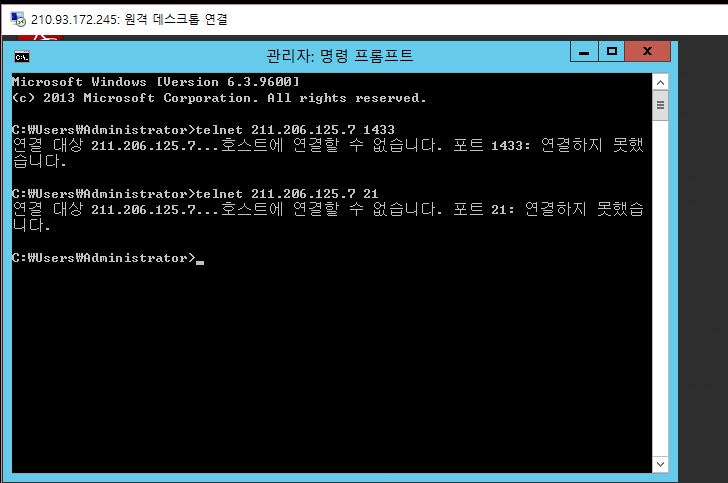 210.93.172.245: 원격 데스크톱 연결
관리자: 명령 프롬프트
Microsoft Windows [Version 6.3.9600]
(c) 2013 Microsoft Corporation. All rights reserved.
C:₩Users₩Administrator>telnet 211.206.125.7 1433
연결 대상 211.206.125.7...호스트에 연결할 수 없습니다. 포트 1433: 연결하지 못했
습니다.
C:₩Users₩Administrator>telnet 211.206.125.7 21
연결 대상 211.206.125.7...호스트에 연결할 수 없습니다. 포트 21: 연결하지 못했습
니다.
C:₩Users₩Administrator>_